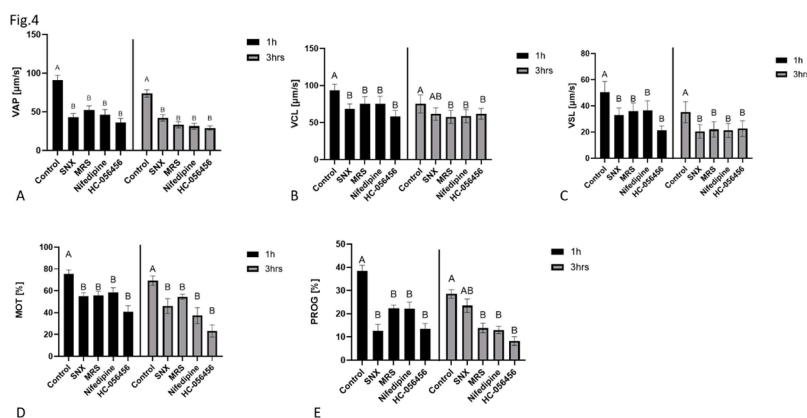 Fig.4
VAP [µm/s]
150
100
50
0
A
B
B
B
B
A
B
B
B
B
Control
SNX
MRS
Nifedipine
HC-056456
Control
SNX
MRS
Nifedipine
HC-056456
1h
3hrs
A
VCL [µm/s]
150
100
50
0
A
B
B
B
B
A
AB
B
B
B
Control
SNX
MRS
Nifedipine
HC-056456
Control
SNX
MRS
Nifedipine
HC-056456
1h
3hrs
B
VSL [µm/s]
80
60
40
20
0
A
B
B
B
B
A
B
B
B
B
Control
SNX
MRS
Nifedipine
HC-056456
Control
SNX
MRS
Nifedipine
HC-056456
1h
3hrs
C
MOT [%]
100
80
60
40
20
0
A
B
B
B
B
A
B
B
B
B
Control
SNX
MRS
Nifedipine
HC-056456
Control
SNX
MRS
Nifedipine
HC-056456
1h
3hrs
D
PROG [%]
50
40
30
20
10
0
A
B
B
B
B
A
AB
B
B
B
Control
SNX
MRS
Nifedipine
HC-056456
Control
SNX
MRS
Nifedipine
HC-056456
1h
3hrs
E